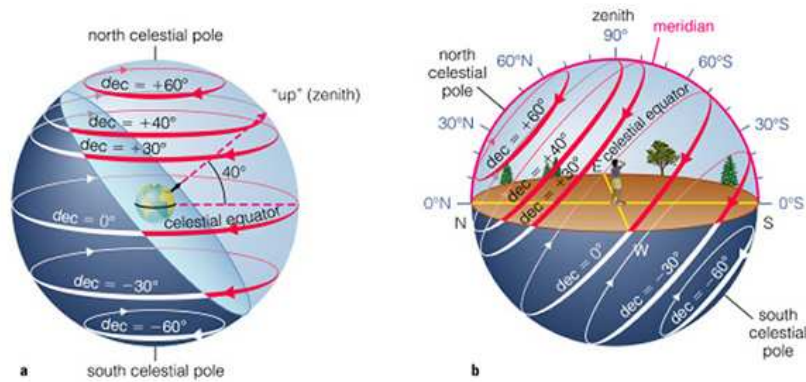 north celestial pole
dec = +60°
"up" (zenith)
dec = +40°
dec = +30°
40°
dec = 0°
celestial equator
dec = −30°
dec = −60°
a
south celestial pole
zenith
90°
meridian
60°N
60°S
north
celestial
pole
30°N
30°S
dec = +60°
dec = +40°
dec = +30°
celestial equator
E
0°N
0°S
N
S
W
dec = 0°
dec = −30°
dec = −60°
south
celestial
pole
b